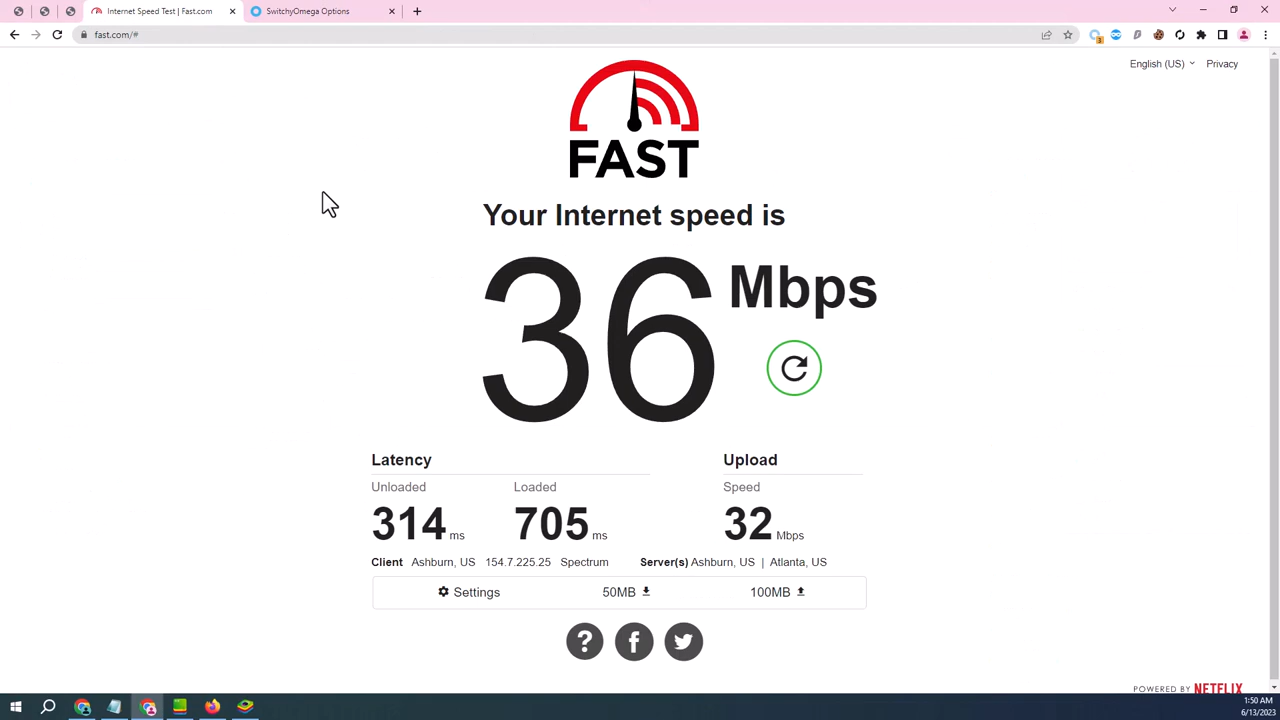 Internet Speed Test | Fast.com
SwitchyOmega Options
fast.com/#
English (US)
Privacy
FAST
Your Internet speed is
36 Mbps
Latency
Upload
Unloaded
Loaded
Speed
314 ms
705 ms
32 Mbps
Client Ashburn, US 154.7.225.25 Spectrum
Server(s) Ashburn, US | Atlanta, US
Settings
50MB
100MB
?
f
POWERED BY NETFLIX
1:50 AM
6/13/2023